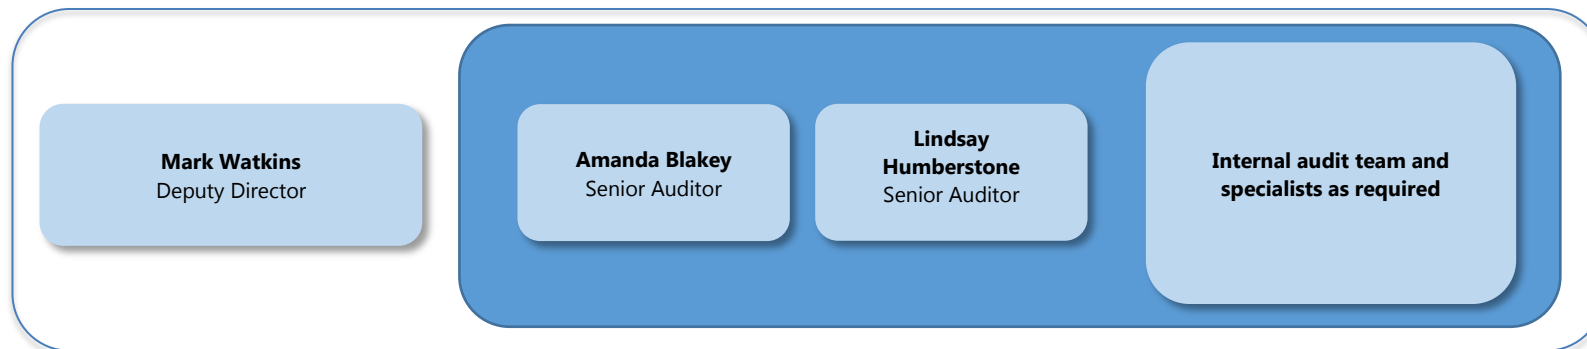 Mark Watkins
Deputy Director
Amanda Blakey
Senior Auditor
Lindsay
Humberstone
Senior Auditor
Internal audit team and
specialists as required